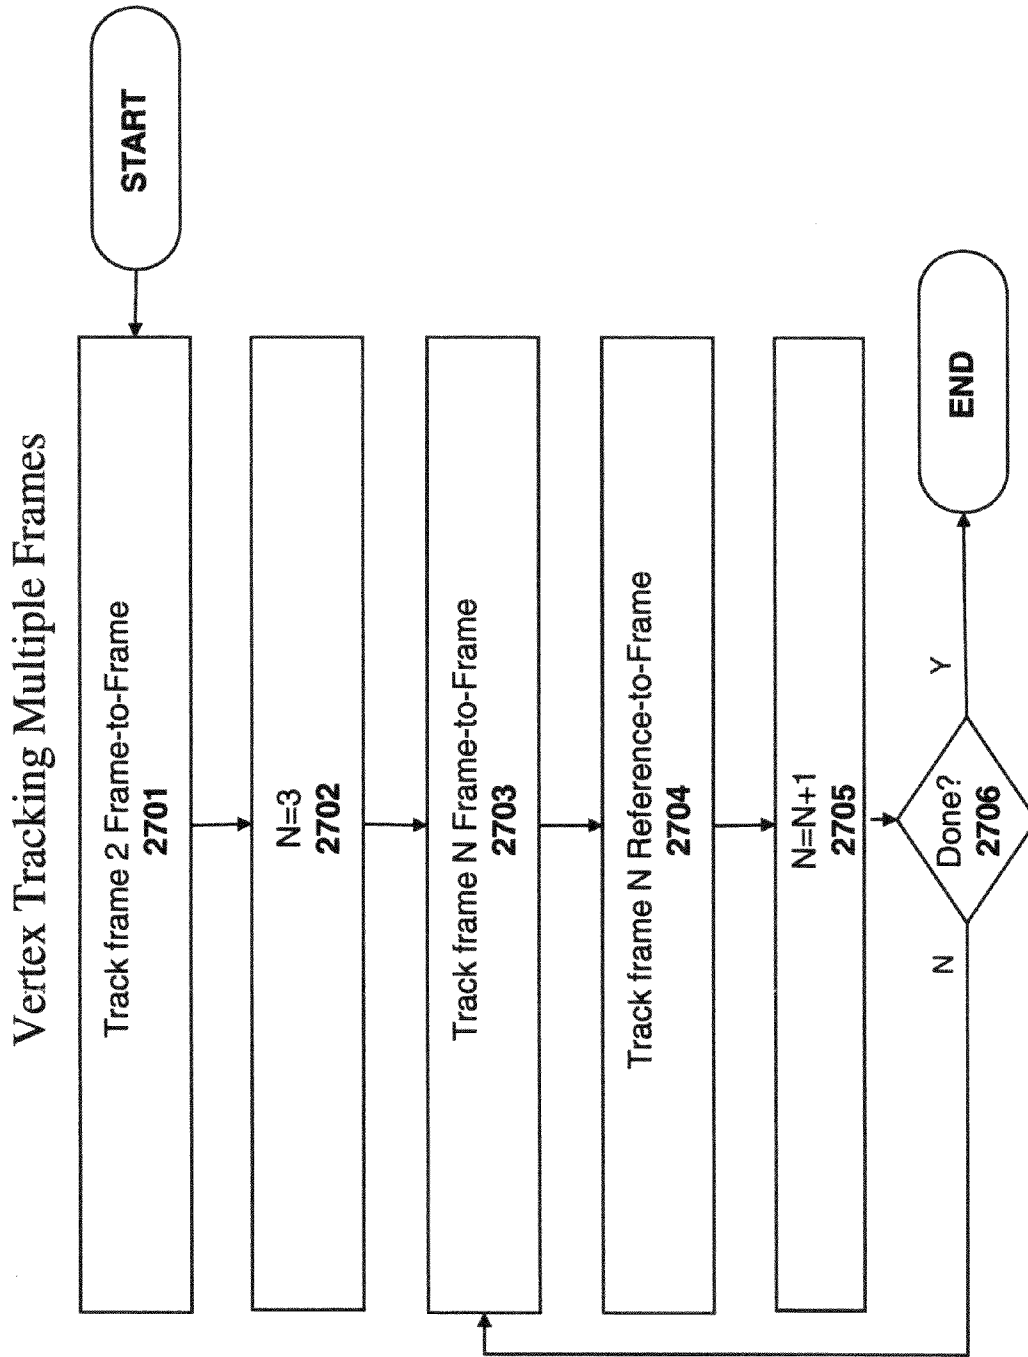 Vertex Tracking Multiple Frames
START
Track frame 2 Frame-to-Frame
2701
N=3
2702
Track frame N Frame-to-Frame
2703
Track frame N Reference-to-Frame
2704
N=N+1
2705
Done?
2706
N
Y
END